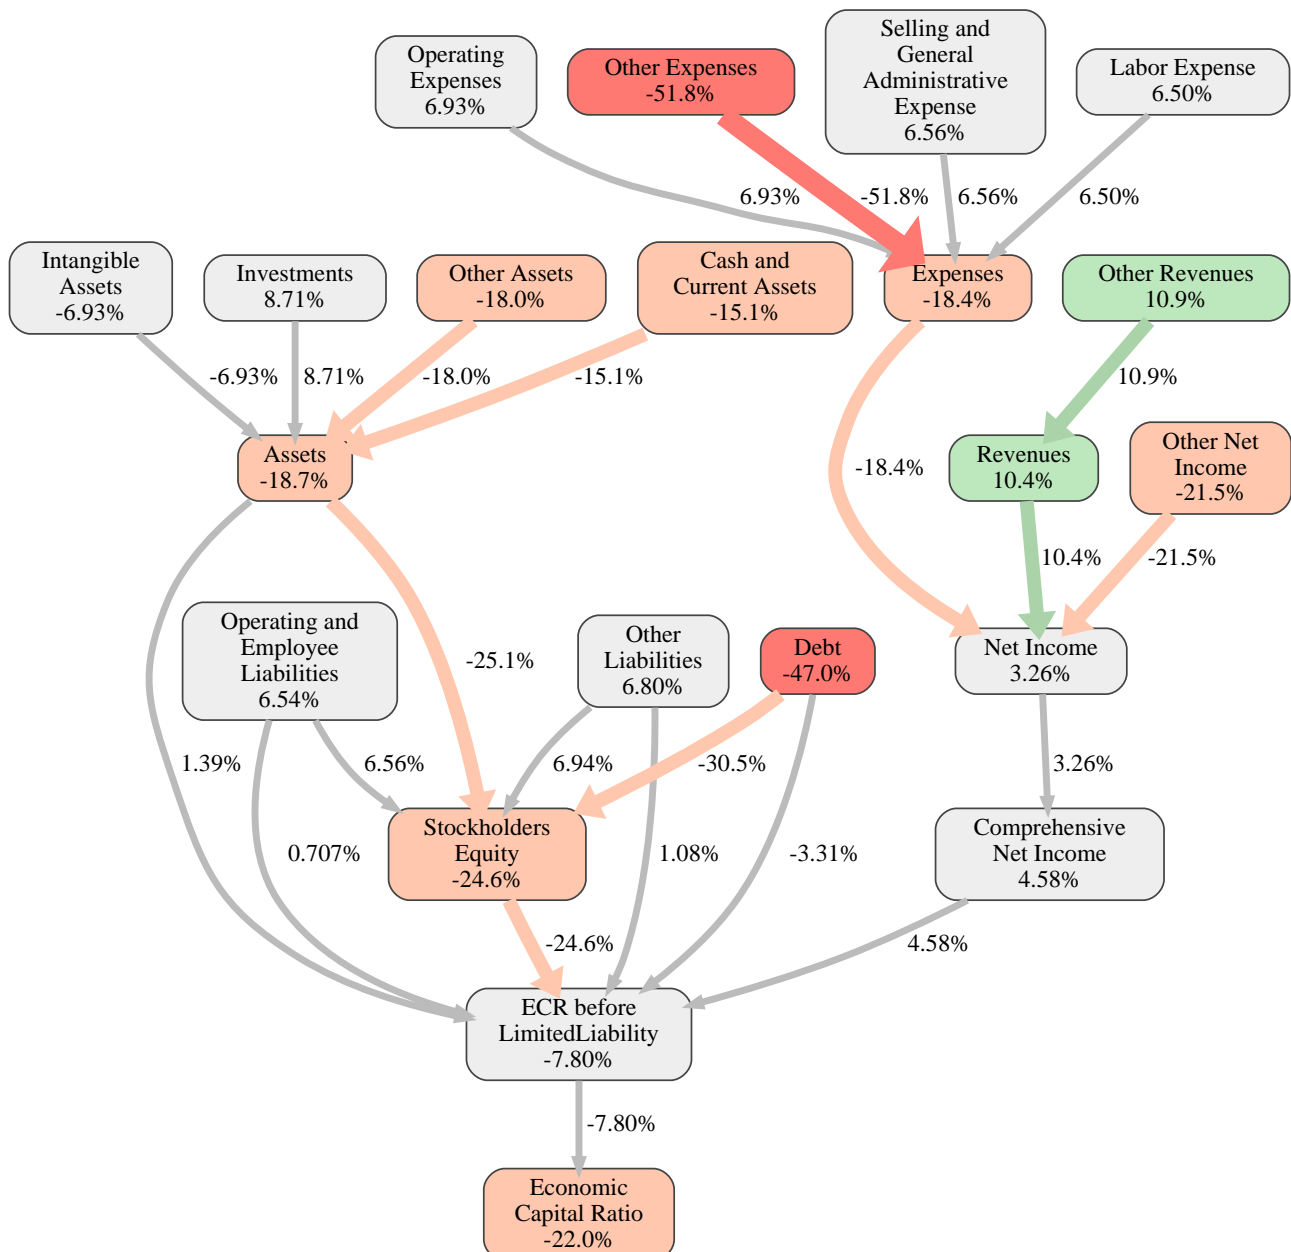 Operating
Expenses
6.93%
Other Expenses
-51.8%
Selling and
General
Administrative
Expense
6.56%
Labor Expense
6.50%
6.93%
-51.8%
6.56%
6.50%
Intangible
Assets
-6.93%
Investments
8.71%
Other Assets
-18.0%
Cash and
Current Assets
-15.1%
Expenses
-18.4%
Other Revenues
10.9%
-6.93%
8.71%
-18.0%
-15.1%
10.9%
Assets
-18.7%
-18.4%
Revenues
10.4%
Other Net
Income
-21.5%
10.4%
-21.5%
Operating and
Employee
Liabilities
6.54%
-25.1%
Other
Liabilities
6.80%
Debt
-47.0%
Net Income
3.26%
1.39%
6.56%
6.94%
-30.5%
3.26%
Stockholders
Equity
-24.6%
0.707%
1.08%
-3.31%
Comprehensive
Net Income
4.58%
-24.6%
4.58%
ECR before
LimitedLiability
-7.80%
-7.80%
Economic
Capital Ratio
-22.0%